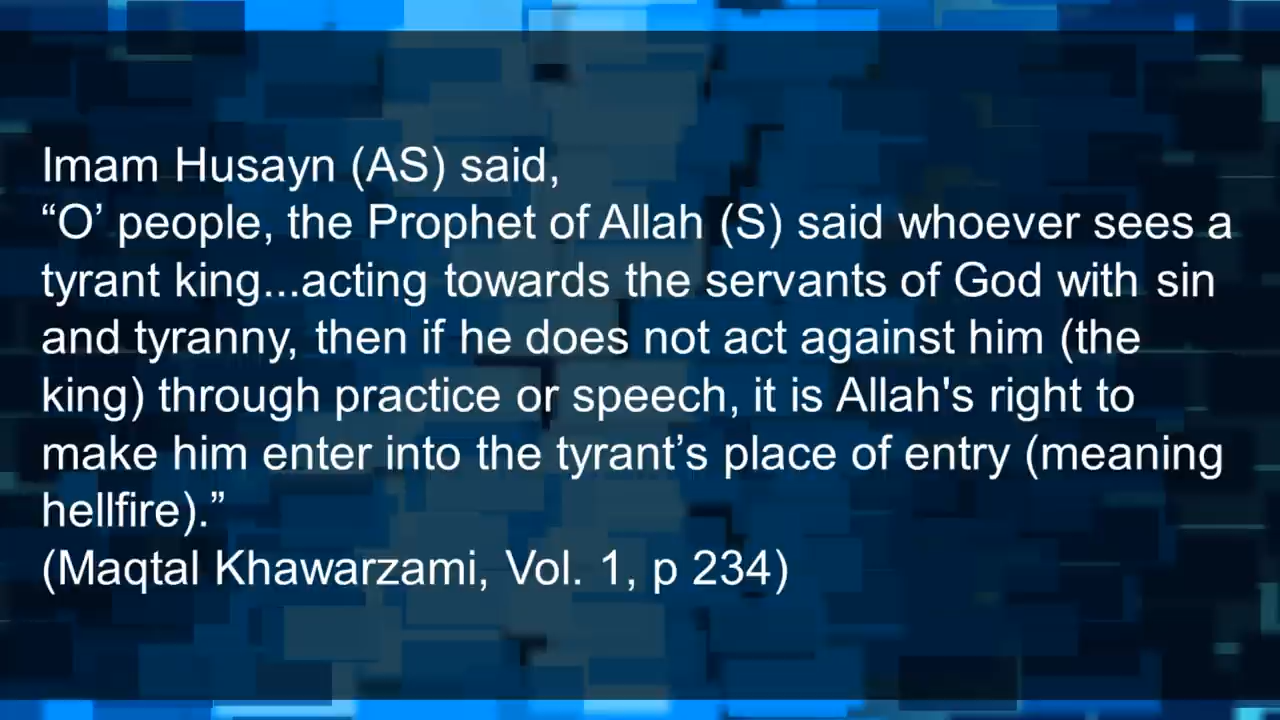 Imam Husayn (AS) said,
“O’ people, the Prophet of Allah (S) said whoever sees a
tyrant king...acting towards the servants of God with sin
and tyranny, then if he does not act against him (the
king) through practice or speech, it is Allah's right to
make him enter into the tyrant’s place of entry (meaning
hellfire).”
(Maqtal Khawarzami, Vol. 1, p 234)